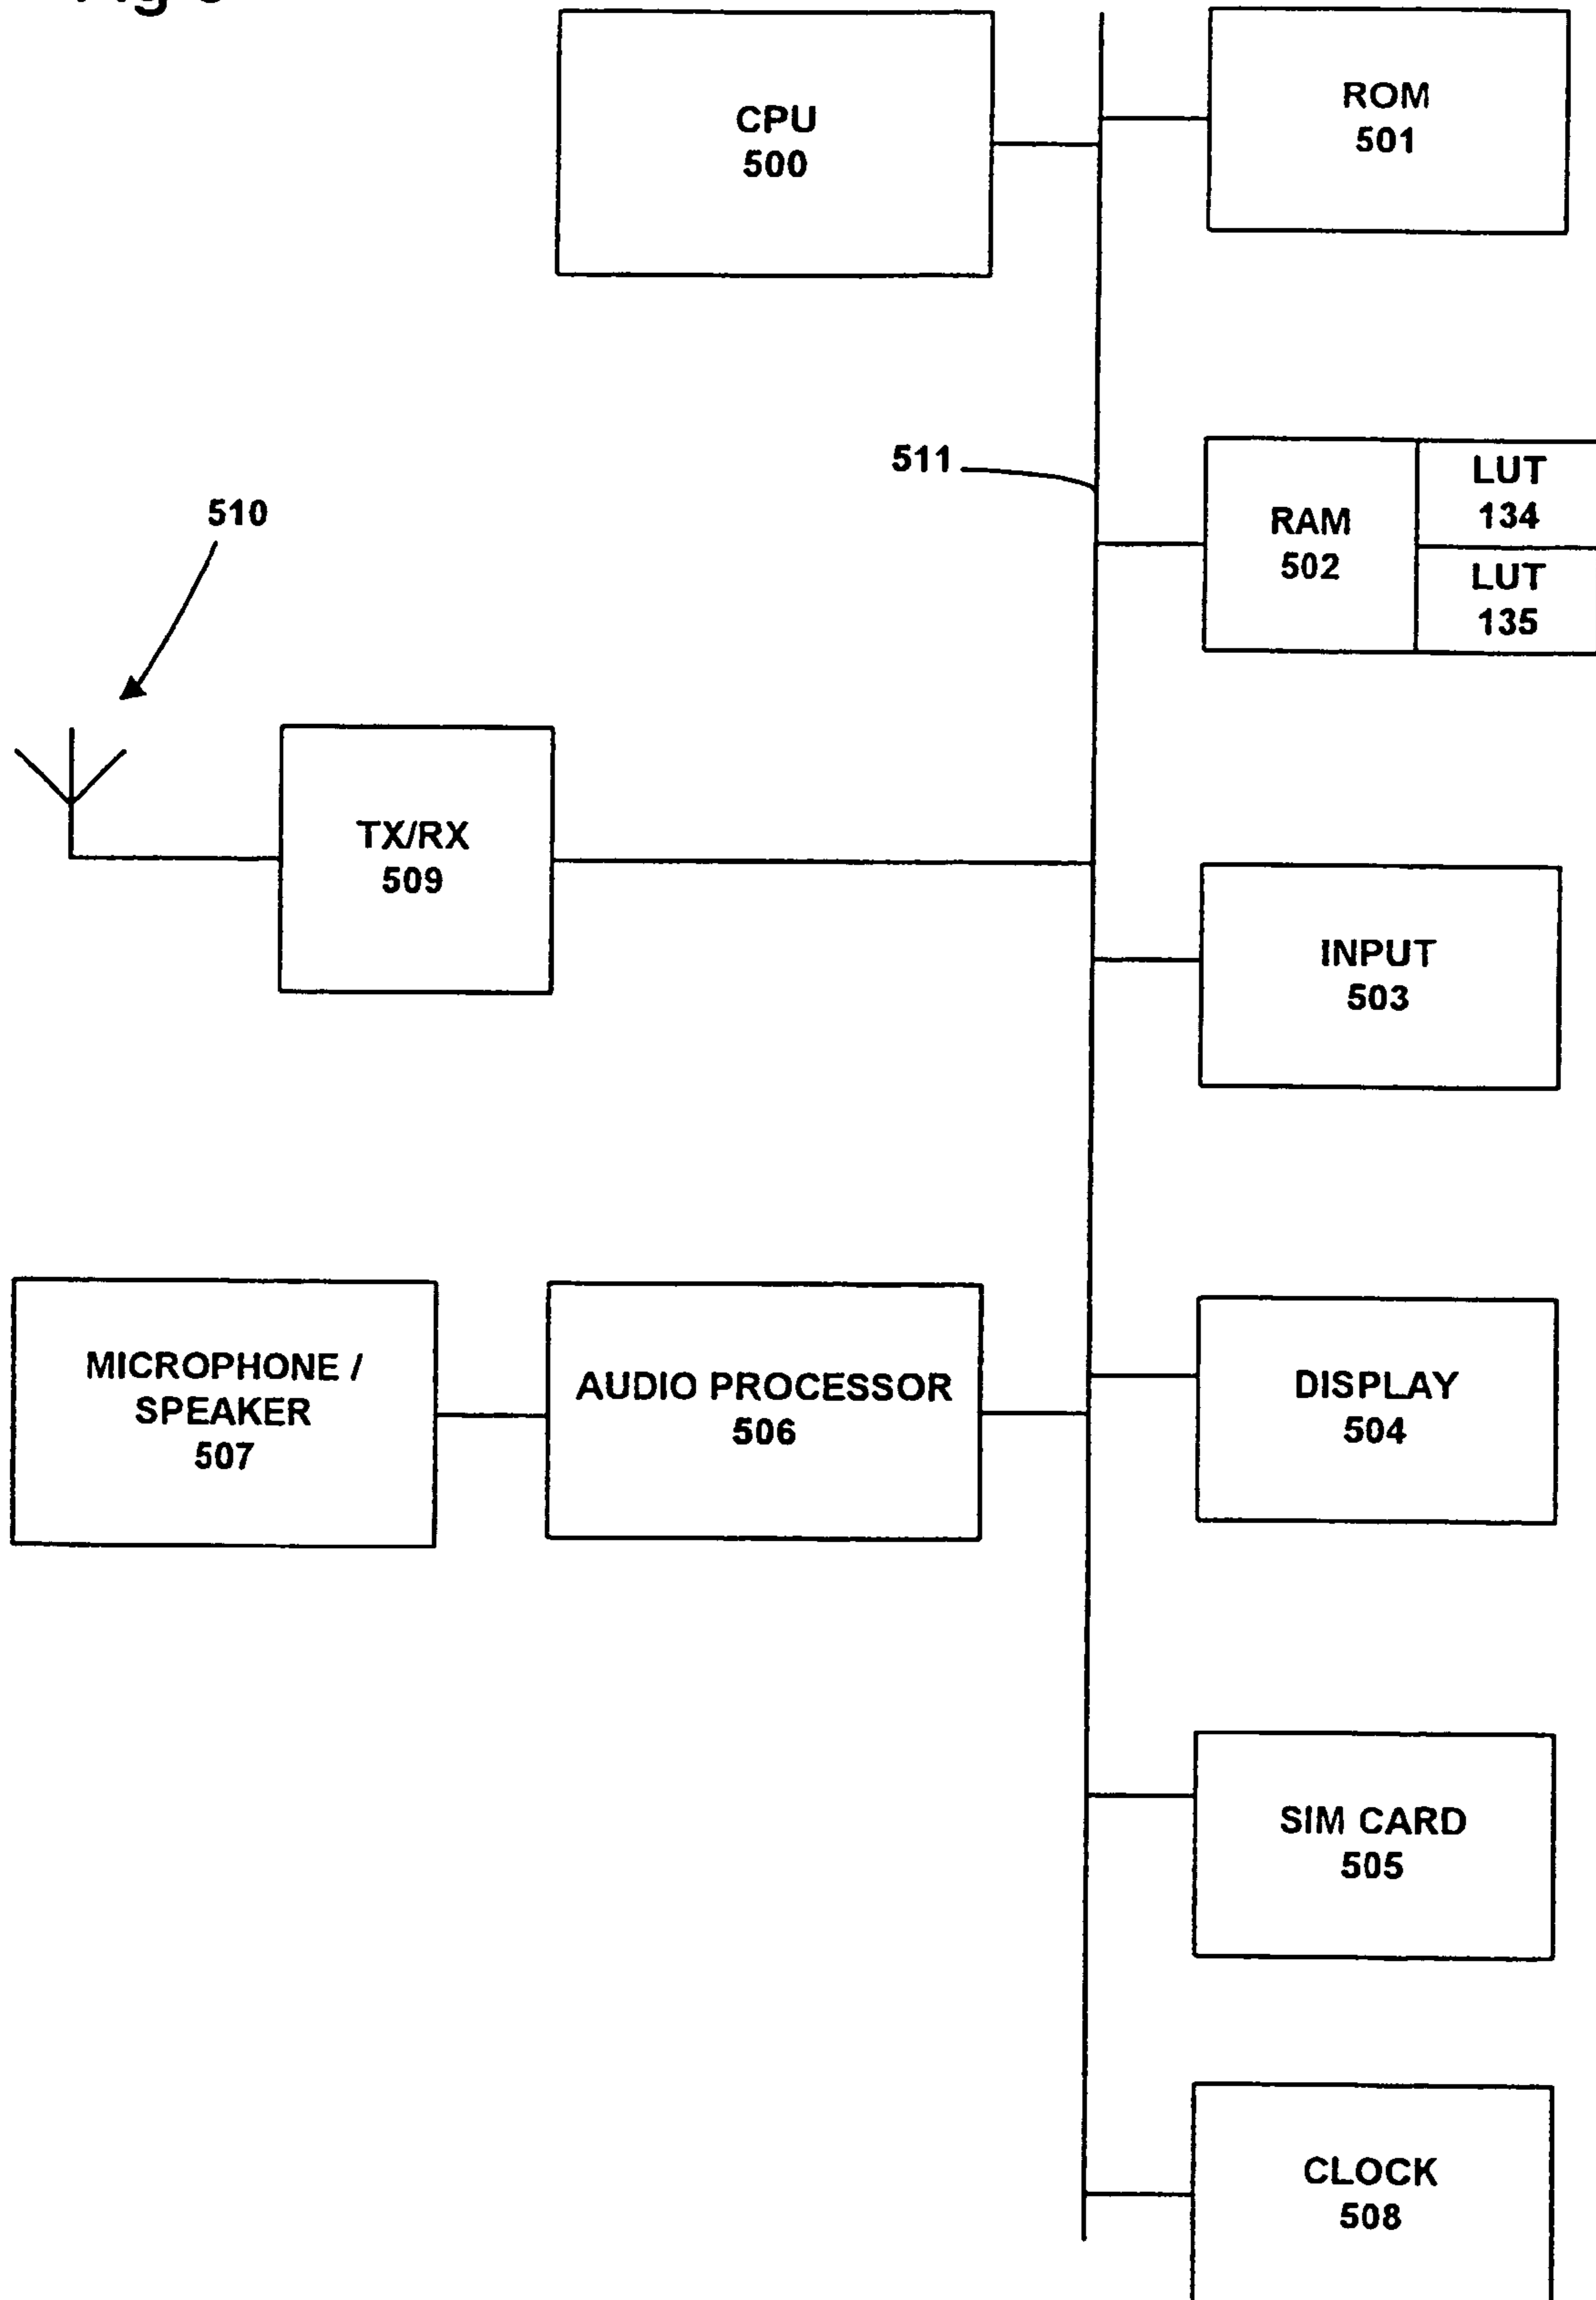 CPU
500
ROM
501
511
RAM
502
LUT
134
LUT
135
510
TX/RX
509
INPUT
503
MICROPHONE /
SPEAKER
507
AUDIO PROCESSOR
506
DISPLAY
504
SIM CARD
505
CLOCK
508